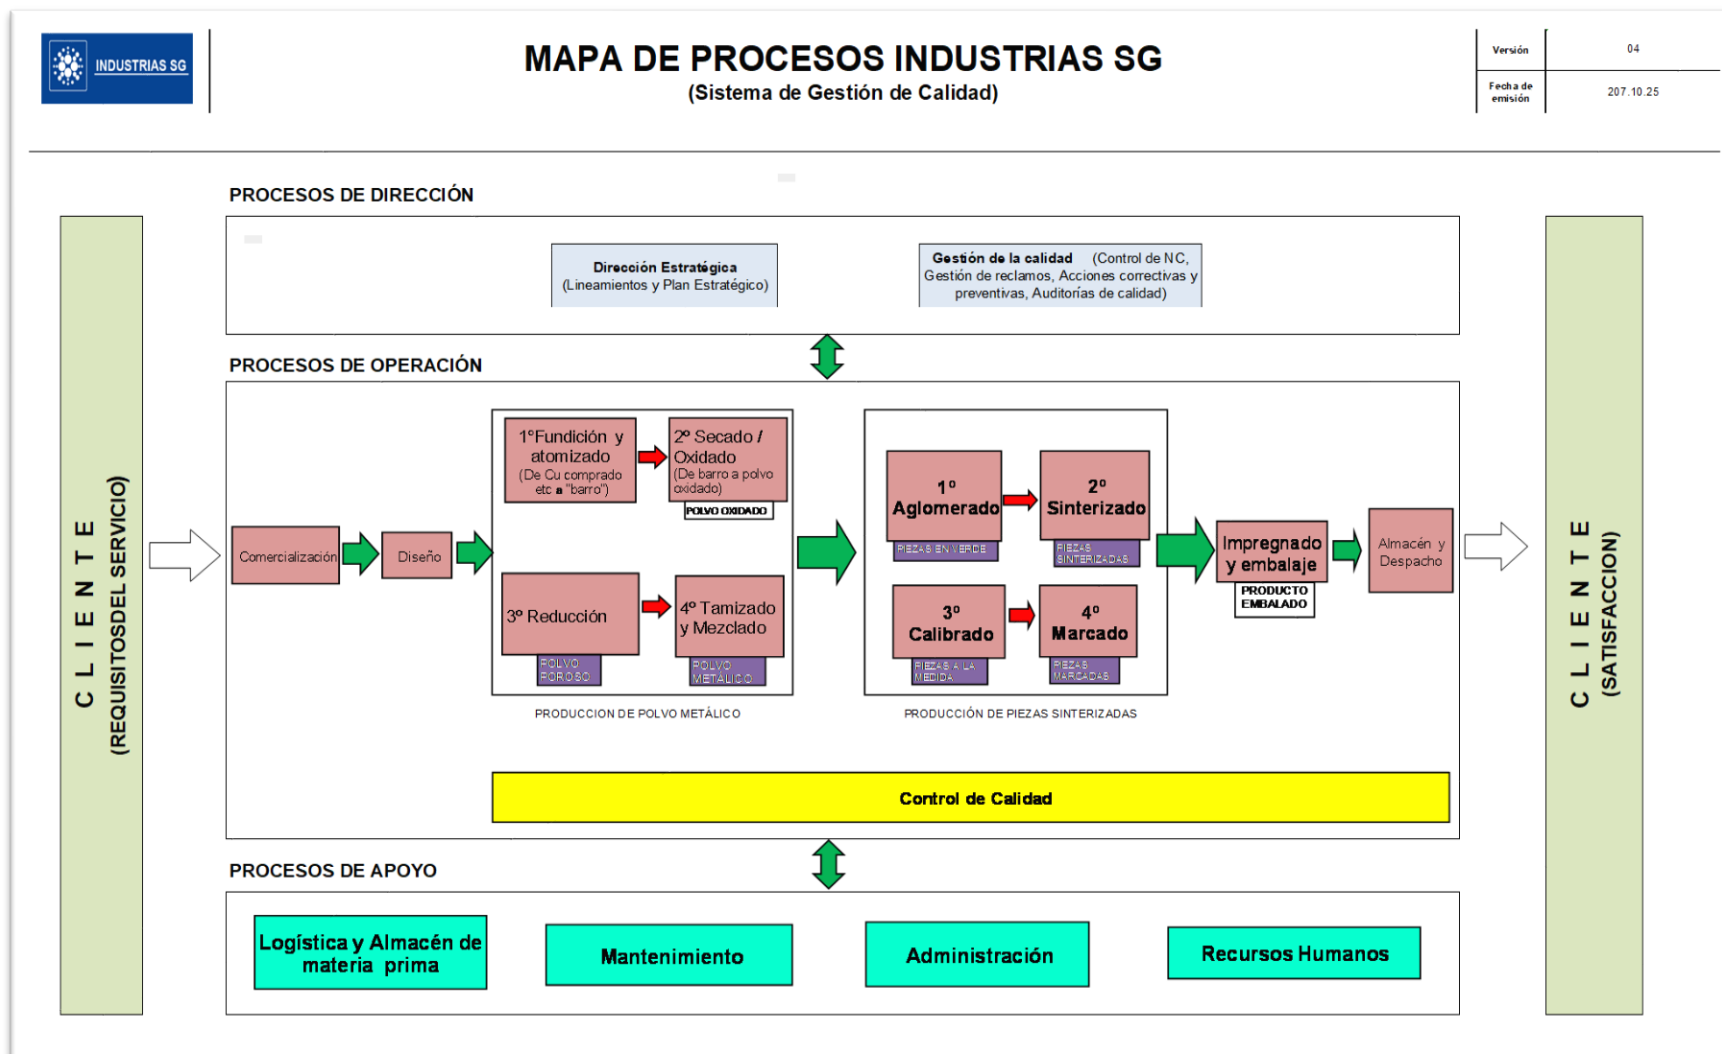 INDUSTRIAS SG
MAPA DE PROCESOS INDUSTRIAS SG
(Sistema de Gestión de Calidad)
Versión
04
Fecha de
emisión
207.10.25
PROCESOS DE DIRECCIÓN
Dirección Estratégica
(Lineamientos y Plan Estratégico)
Gestión de la calidad (Control de NC,
Gestión de reclamos, Acciones correctivas y
preventivas, Auditorías de calidad)
PROCESOS DE OPERACIÓN
CLIENTE
(REQUISITOSDEL SERVICIO)
Comercialización
Diseño
1ºFundición y
atomizado
(De Cu comprado
etc a "barro")
2º Secado /
Oxidado
(De barro a polvo
oxidado)
POLVO OXIDADO
3º Reducción
POLVO
POROSO
4º Tamizado
y Mezclado
POLVO
METÁLICO
PRODUCCION DE POLVO METÁLICO
1º
Aglomerado
PIEZAS EN VERDE
2º
Sinterizado
PIEZAS
SINTERIZADAS
3º
Calibrado
PIEZAS A LA
MEDIDA
4º
Marcado
PIEZAS
MARCADAS
PRODUCCIÓN DE PIEZAS SINTERIZADAS
Impregnado
y embalaje
PRODUCTO
EMBALADO
Almacén y
Despacho
CLIENTE
(SATISFACCION)
Control de Calidad
PROCESOS DE APOYO
Logística y Almacén de
materia prima
Mantenimiento
Administración
Recursos Humanos